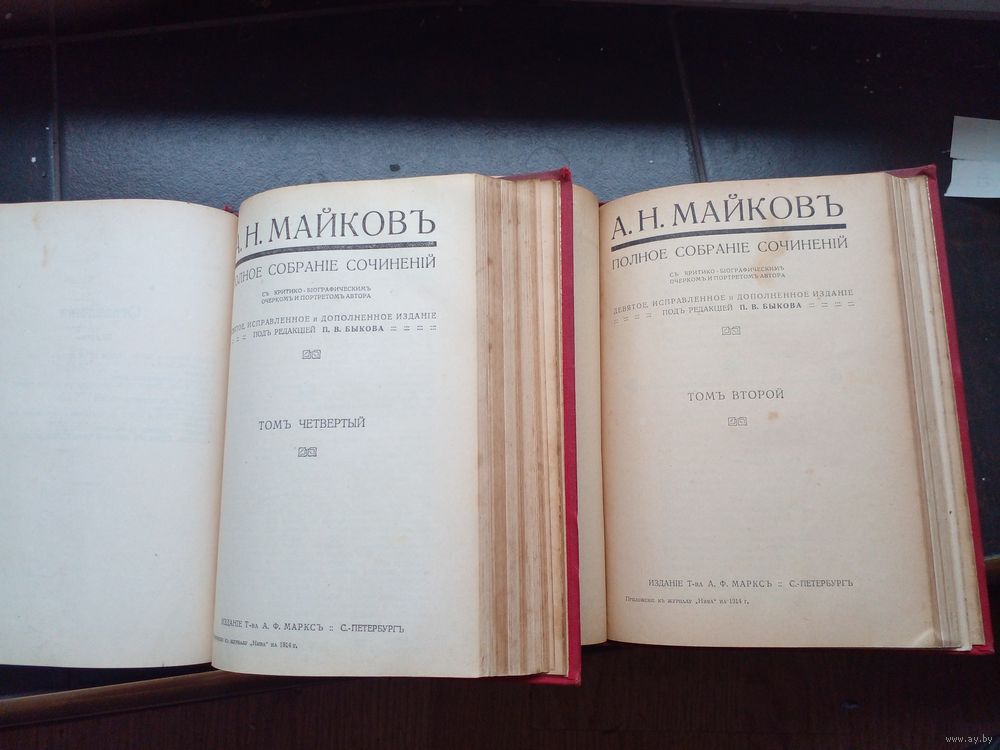 А. Н. МАЙКОВЪ
ПОЛНОЕ СОБРАНІЕ СОЧИНЕНІЙ
СЪ КРИТИКО-БІОГРАФИЧЕСКИМЪ
ОЧЕРКОМЪ И ПОРТРЕТОМЪ АВТОРА
ДЕВЯТОЕ, ИСПРАВЛЕННОЕ и ДОПОЛНЕННОЕ ИЗДАНІЕ
:: :: :: ПОДЪ РЕДАКЦІЕЙ П. В. БЫКОВА :: :: :: ::
ТОМЪ ЧЕТВЕРТЫЙ
ИЗДАНІЕ Т-ва А. Ф. МАРКСЪ :: С.-ПЕТЕРБУРГЪ
КЪ ЖУРНАЛУ „Нива“ НА 1914 г.
А. Н. МАЙКОВЪ
ПОЛНОЕ СОБРАНІЕ СОЧИНЕНІЙ
СЪ КРИТИКО-БІОГРАФИЧЕСКИМЪ
ОЧЕРКОМЪ И ПОРТРЕТОМЪ АВТОРА
ДЕВЯТОЕ, ИСПРАВЛЕННОЕ и ДОПОЛНЕННОЕ ИЗДАНІЕ
:: :: :: :: ПОДЪ РЕДАКЦІЕЙ П. В. БЫКОВА :: :: :: ::
ТОМЪ ВТОРОЙ
ИЗДАНІЕ Т-ва А. Ф. МАРКСЪ :: С.-ПЕТЕРБУРГЪ
Приложеніе къ журналу „Нива“ на 1914 г.
www.ay.by